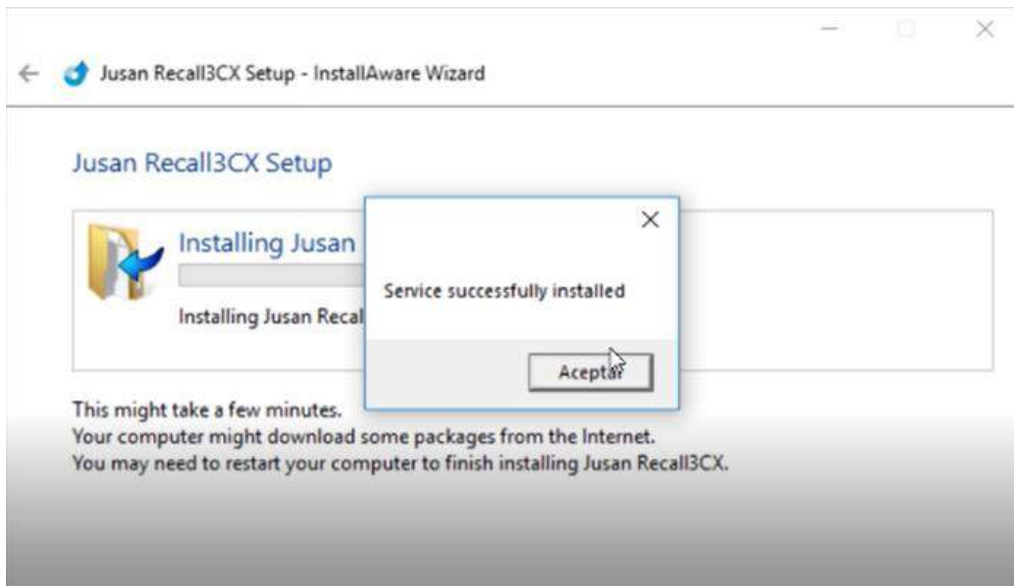 Jusan Recall3CX Setup - InstallAware Wizard
Jusan Recall3CX Setup
Installing Jusan
Installing Jusan Recal
Service successfully installed
Aceptar
This might take a few minutes.
Your computer might download some packages from the Internet.
You may need to restart your computer to finish installing Jusan Recall3CX.